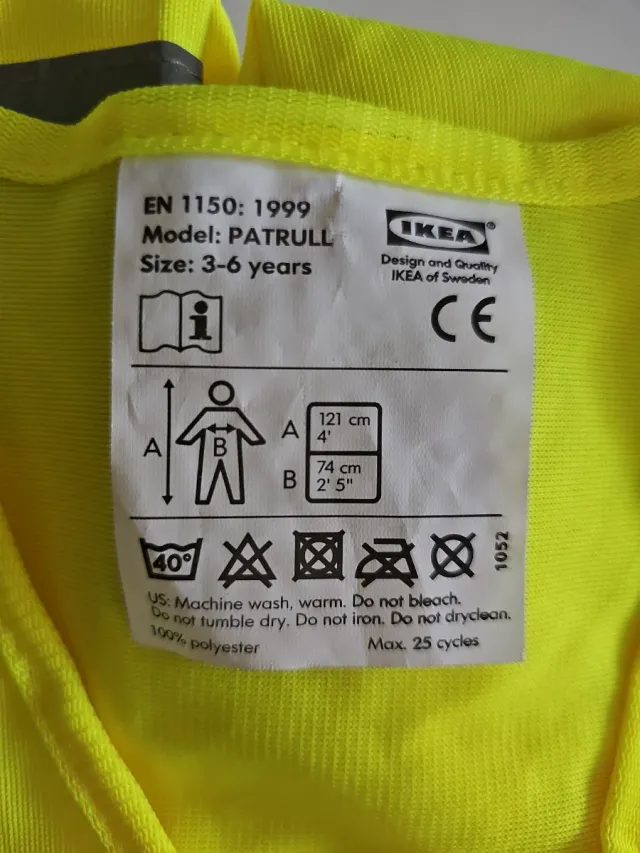 EN 1150: 1999
Model: PATRULL
Size: 3-6 years
IKEA®
Design and Quality
IKEA of Sweden
i
CE
A
B
A
121 cm
4'
B
74 cm
2' 5"
40°
1052
US: Machine wash, warm. Do not bleach.
Do not tumble dry. Do not iron. Do not dryclean.
100% polyester
Max. 25 cycles